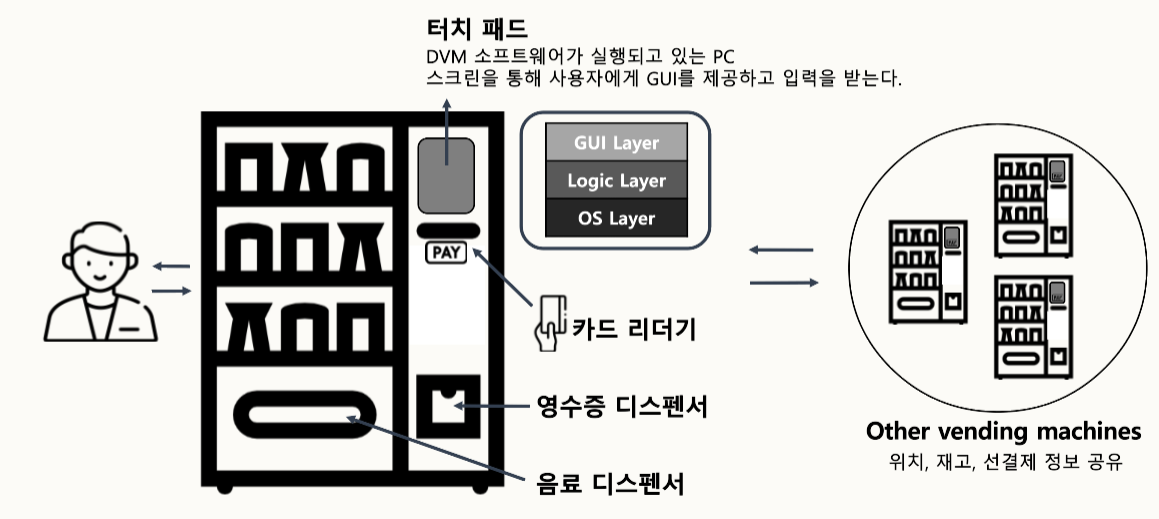 터치 패드
DVM 소프트웨어가 실행되고 있는 PC
스크린을 통해 사용자에게 GUI를 제공하고 입력을 받는다.
GUI Layer
Logic Layer
OS Layer
PAY
카드 리더기
영수증 디스펜서
음료 디스펜서
Other vending machines
위치, 재고, 선결제 정보 공유